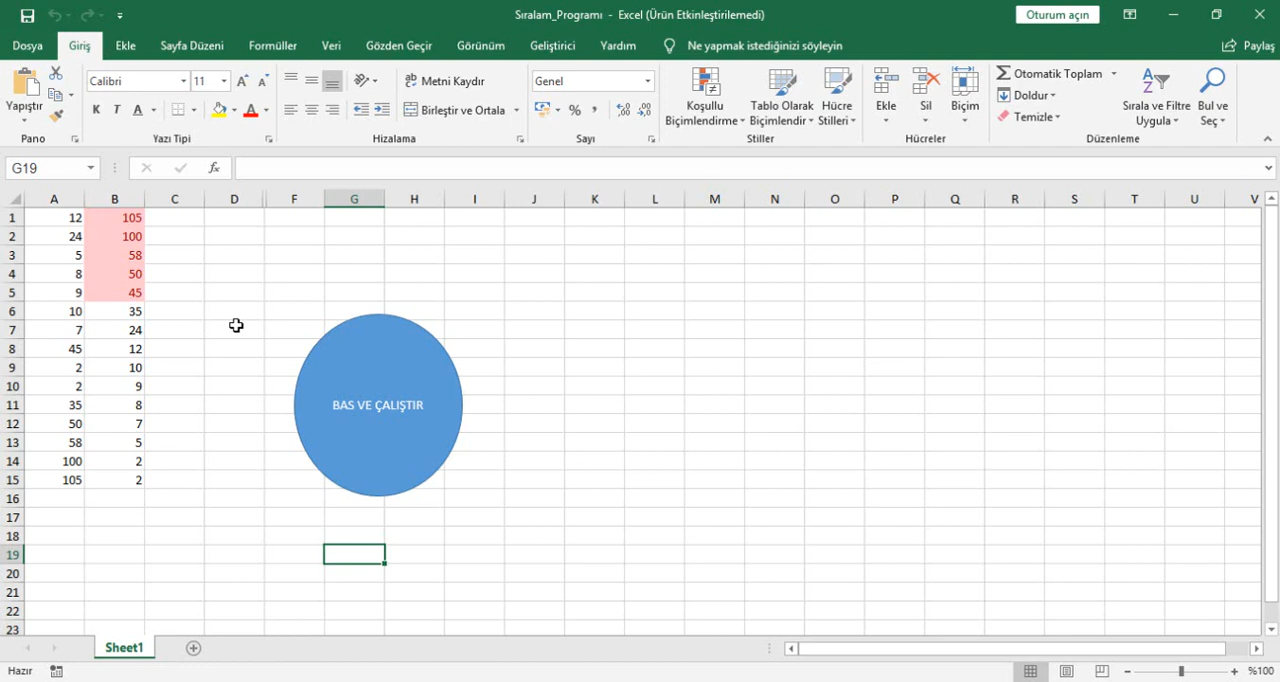 Sıralam_Programı - Excel (Ürün Etkinleştirilemedi)
Oturum açın
Dosya Giriş Ekle Sayfa Düzeni Formüller Veri Gözden Geçir Görünüm Geliştirici Yardım Ne yapmak istediğinizi söyleyin Paylaş
Yapıştır
Pano
Calibri 11
K T A
Yazı Tipi
Metni Kaydır
Birleştir ve Ortala
Hizalama
Genel
%
Sayı
Koşullu Biçimlendirme
Tablo Olarak Biçimlendir
Hücre Stilleri
Stiller
Ekle Sil Biçim
Hücreler
Otomatik Toplam
Doldur
Temizle
Sırala ve Filtre Uygula
Bul ve Seç
Düzenleme
G19 fx
A B C D F G H I J K L M N O P Q R S T U V
1 12 105
2 24 100
3 5 58
4 8 50
5 9 45
6 10 35
7 7 24
8 45 12
9 2 10
10 2 9
11 35 8
12 50 7
13 58 5
14 100 2
15 105 2
16
17
18
19
20
21
22
23
BAS VE ÇALIŞTIR
Sheet1
Hazır
%100